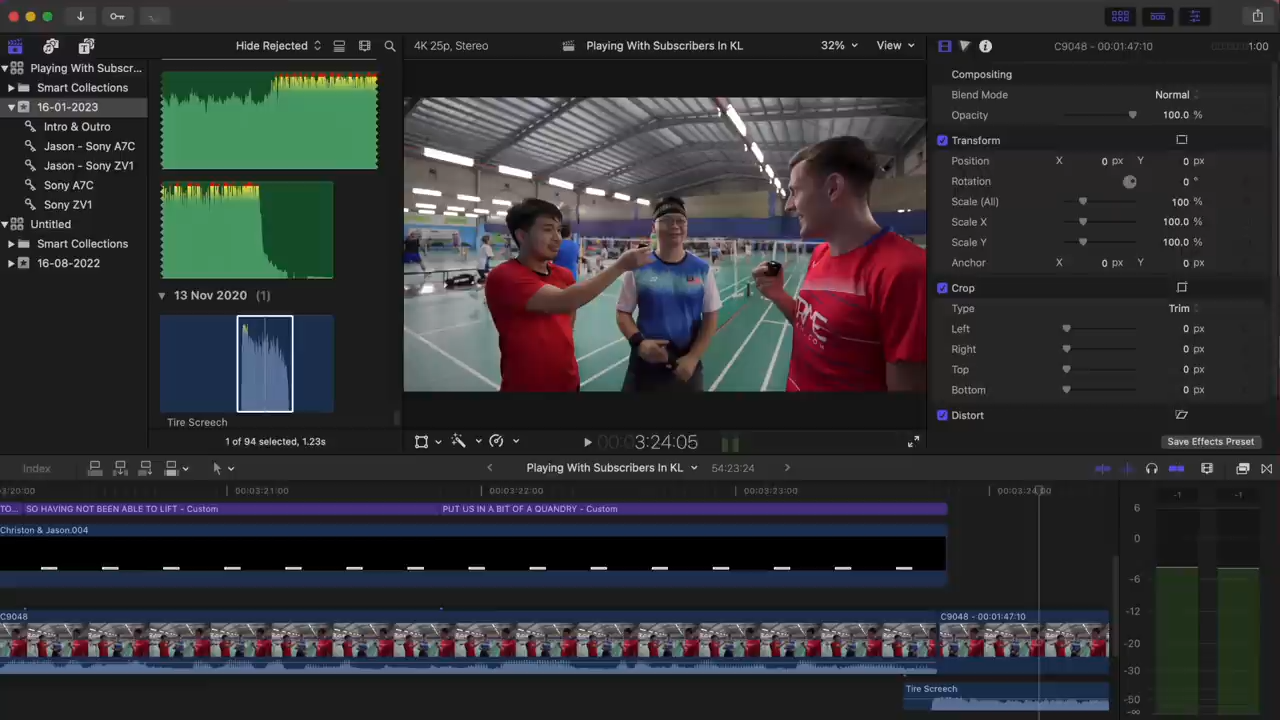 Hide Rejected
4K 25p, Stereo
Playing With Subscribers In KL
32%
View
C9048 - 00:01:47:10
1:00
Playing With Subscr...
Smart Collections
16-01-2023
Intro & Outro
Jason - Sony A7C
Jason - Sony ZV1
Sony A7C
Sony ZV1
Untitled
Smart Collections
16-08-2022
13 Nov 2020 (1)
Tire Screech
1 of 94 selected, 1.23s
3:24:05
Compositing
Blend Mode Normal
Opacity 100.0 %
Transform
Position X 0 px Y 0 px
Rotation 0 °
Scale (All) 100 %
Scale X 100.0 %
Scale Y 100.0 %
Anchor X 0 px Y 0 px
Crop
Type Trim
Left 0 px
Right 0 px
Top 0 px
Bottom 0 px
Distort
Save Effects Preset
Index
Playing With Subscribers In KL
54:23:24
3:20:00 00:03:21:00 00:03:22:00 00:03:23:00 00:03:24:00
TO... SO HAVING NOT BEEN ABLE TO LIFT - Custom PUT US IN A BIT OF A QUANDRY - Custom
Christon & Jason.004
C9048
C9048 - 00:01:47:10
Tire Screech
-1 -1
6
0
-6
-12
-20
-30
-50
-∞